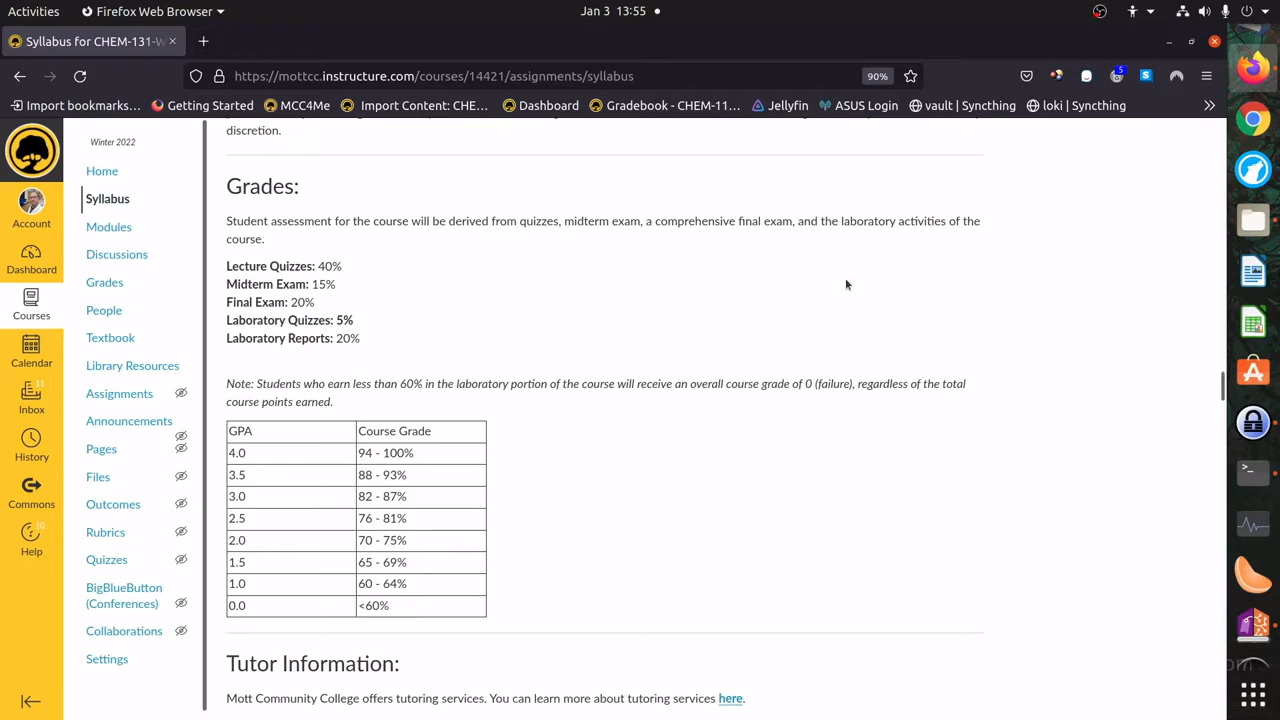 Activities
Firefox Web Browser
Jan 3 13:55
Syllabus for CHEM-131-W
https://mottcc.instructure.com/courses/14421/assignments/syllabus
90%
5
S
Import bookmarks...
Getting Started
MCC4Me
Import Content: CHE...
Dashboard
Gradebook - CHEM-11...
Jellyfin
ASUS Login
vault | Syncthing
loki | Syncthing
Account
Dashboard
Courses
Calendar
11
Inbox
History
Commons
10
Help
Winter 2022
Home
Syllabus
Modules
Discussions
Grades
People
Textbook
Library Resources
Assignments
Announcements
Pages
Files
Outcomes
Rubrics
Quizzes
BigBlueButton
(Conferences)
Collaborations
Settings
discretion.
Grades:
Student assessment for the course will be derived from quizzes, midterm exam, a comprehensive final exam, and the laboratory activities of the
course.
Lecture Quizzes: 40%
Midterm Exam: 15%
Final Exam: 20%
Laboratory Quizzes: 5%
Laboratory Reports: 20%
Note: Students who earn less than 60% in the laboratory portion of the course will receive an overall course grade of 0 (failure), regardless of the total
course points earned.
GPA Course Grade
4.0 94 - 100%
3.5 88 - 93%
3.0 82 - 87%
2.5 76 - 81%
2.0 70 - 75%
1.5 65 - 69%
1.0 60 - 64%
0.0 <60%
Tutor Information:
Mott Community College offers tutoring services. You can learn more about tutoring services here.